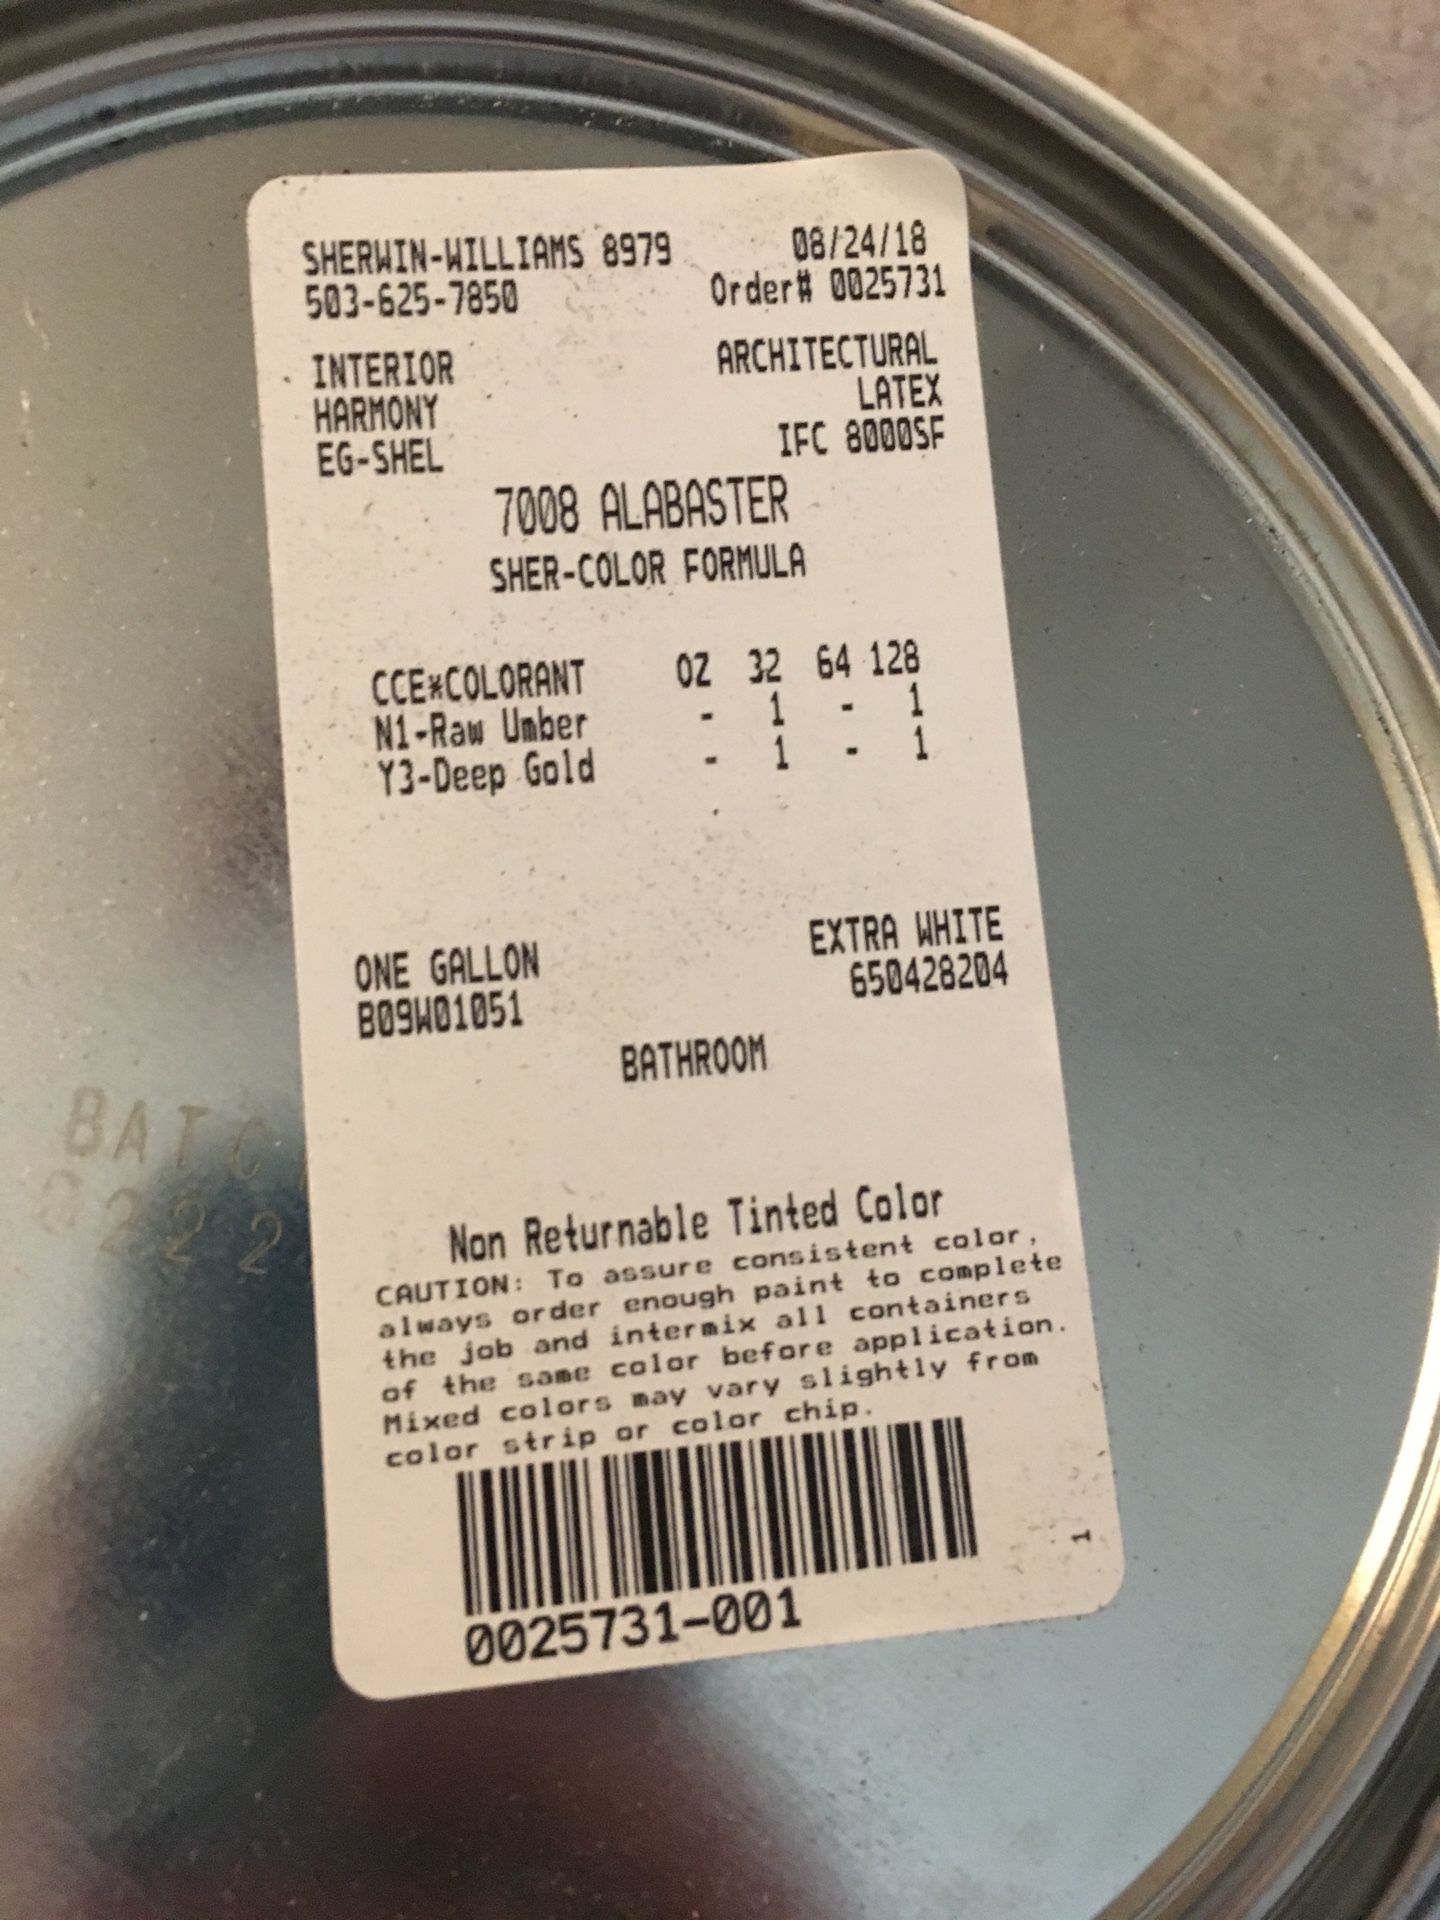 SHERWIN-WILLIAMS 8979 08/24/18
503-625-7850 Order# 0025731
INTERIOR ARCHITECTURAL
HARMONY LATEX
EG-SHEL IFC 8000SF
7008 ALABASTER
SHER-COLOR FORMULA
CCE*COLORANT OZ 32 64 128
N1-Raw Umber - 1 - 1
Y3-Deep Gold - 1 - 1
ONE GALLON EXTRA WHITE
B09W01051 650428204
BATHROOM
Non Returnable Tinted Color
CAUTION: To assure consistent color,
always order enough paint to complete
the job and intermix all containers
of the same color before application.
Mixed colors may vary slightly from
color strip or color chip.
1
0025731-001
BATC